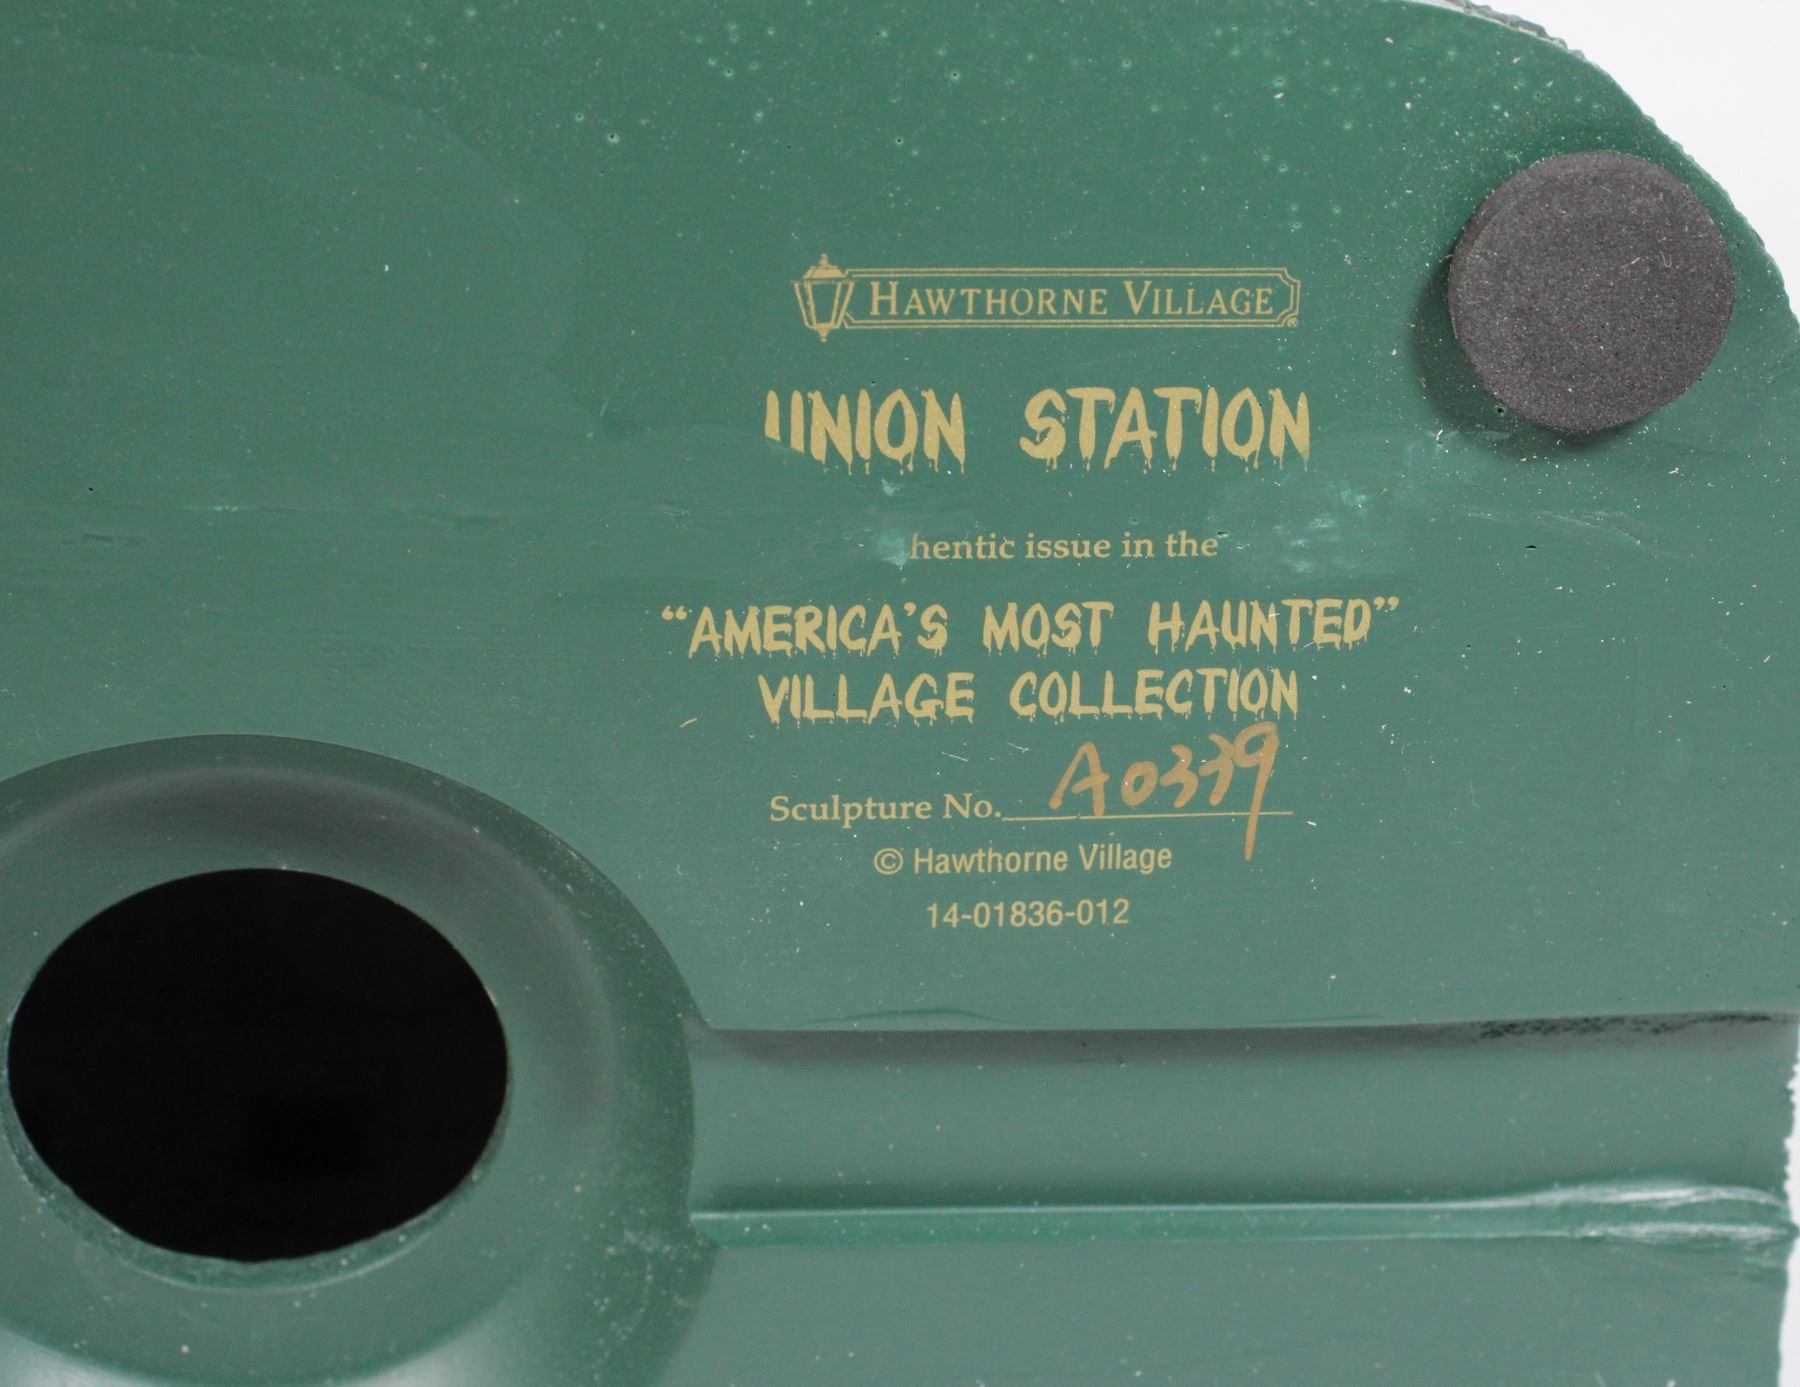 HAWTHORNE VILLAGE®
UNION STATION
hentic issue in the
"AMERICA'S MOST HAUNTED"
VILLAGE COLLECTION
Sculpture No. A0339
© Hawthorne Village
14-01836-012